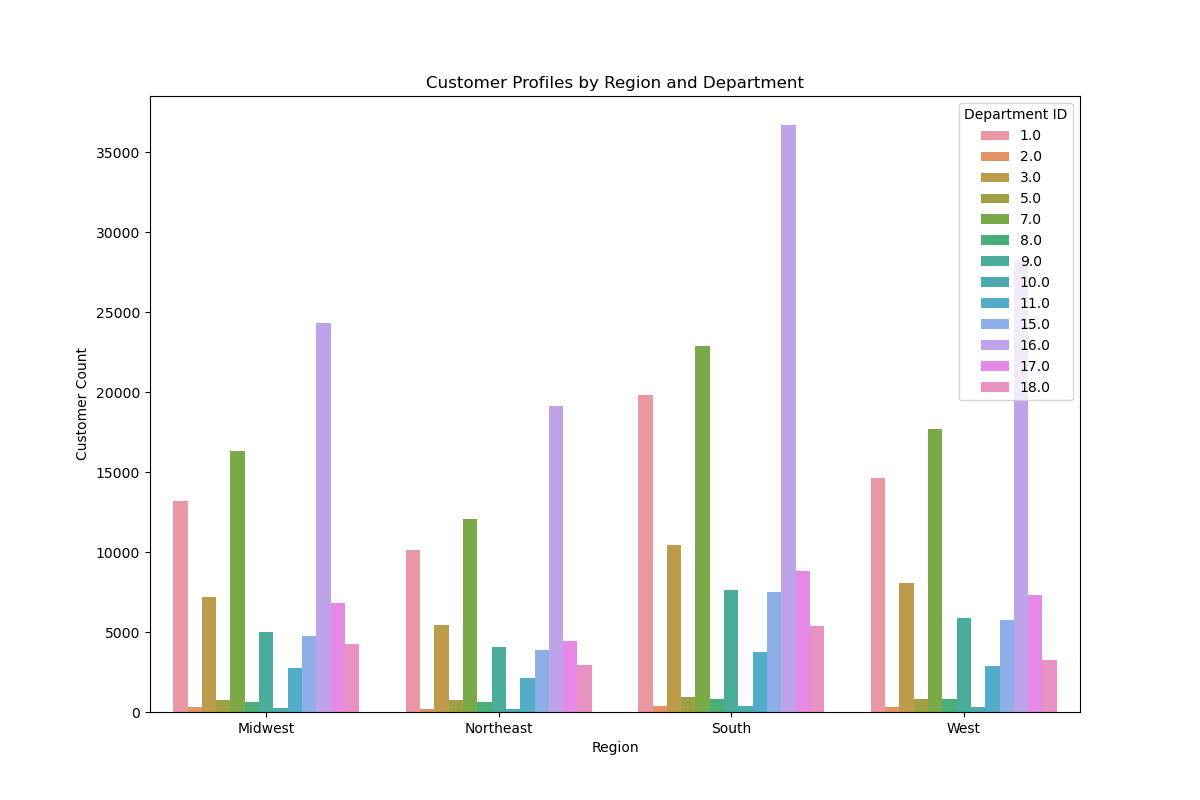 Customer Profiles by Region and Department
Department ID
1.0
2.0
3.0
5.0
7.0
8.0
9.0
10.0
11.0
15.0
16.0
17.0
18.0
35000
30000
25000
20000
15000
10000
5000
0
Customer Count
Midwest
Northeast
South
West
Region